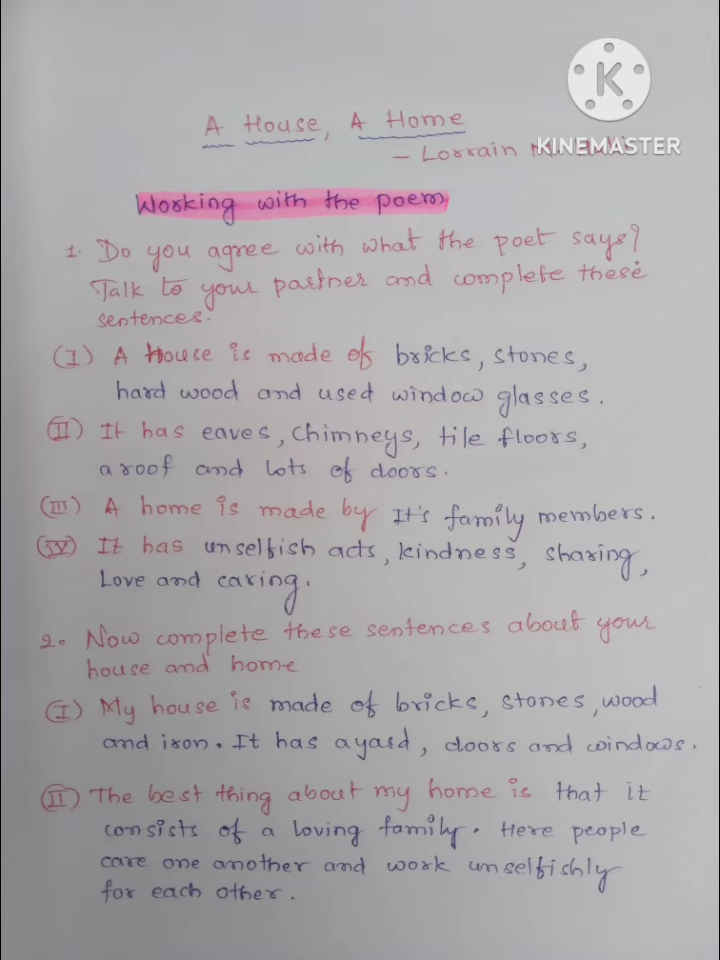 K
KINEMASTER
A House, A Home
- Lorrain M.
Working with the poem
1. Do you agree with what the poet says?
Talk to your partner and complete these
sentences.
(I) A House is made of bricks, stones,
hard wood and used window glasses.
(II) It has eaves, chimneys, tile floors,
a roof and lots of doors.
(III) A home is made by It's family members.
(IV) It has unselfish acts, kindness, sharing,
Love and caring.
2. Now complete these sentences about your
house and home
(I) My house is made of bricks, stones, wood
and iron. It has a yard, doors and windows.
(II) The best thing about my home is that it
consists of a loving family. Here people
care one another and work unselfishly
for each other.